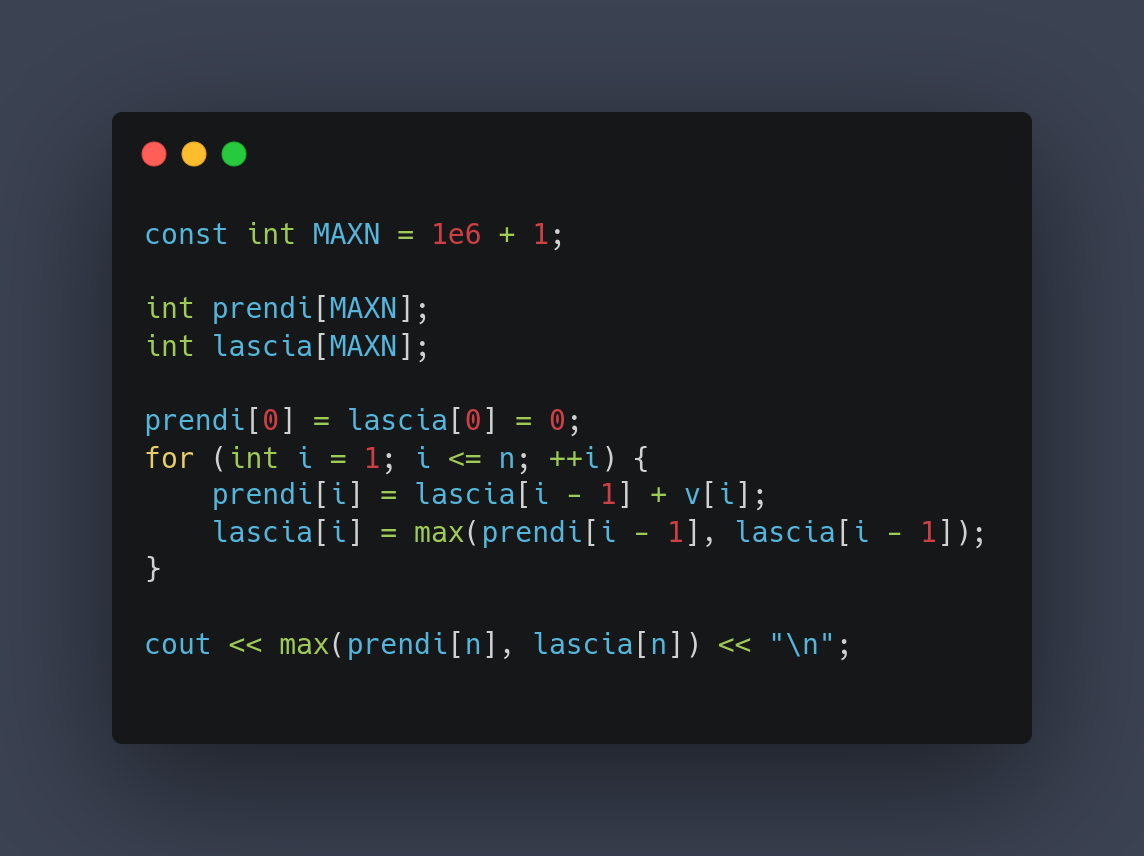 const int MAXN = 1e6 + 1;
int prendi[MAXN];
int lascia[MAXN];
prendi[0] = lascia[0] = 0;
for (int i = 1; i <= n; ++i) {
    prendi[i] = lascia[i - 1] + v[i];
    lascia[i] = max(prendi[i - 1], lascia[i - 1]);
}
cout << max(prendi[n], lascia[n]) << "\n";